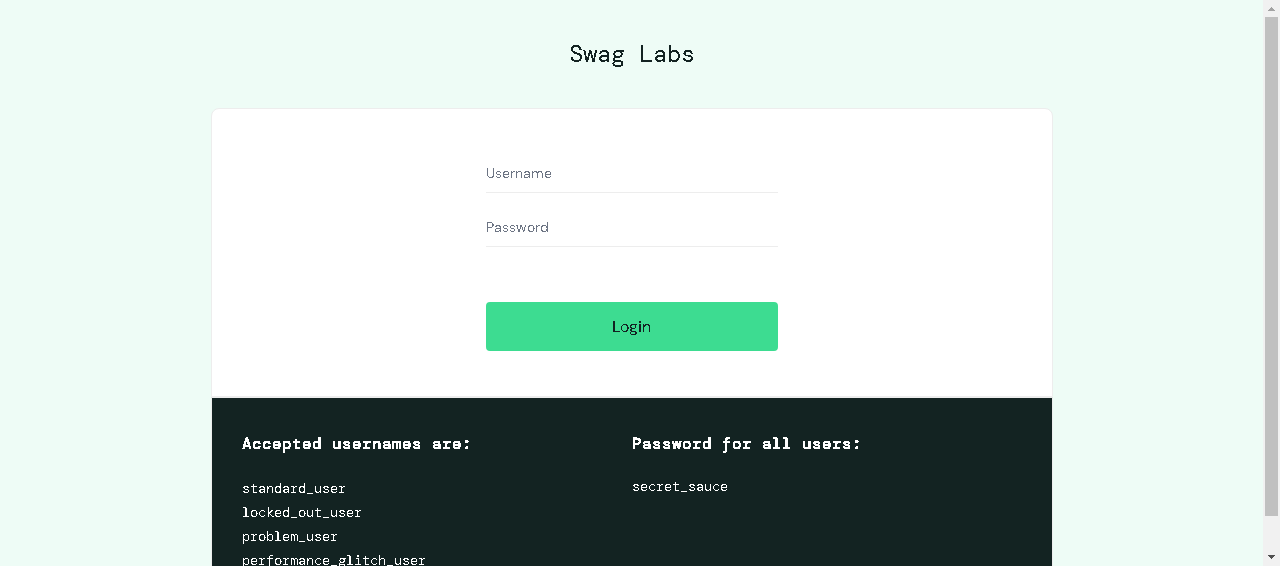 Swag Labs
Username
Password
Login
Accepted usernames are:
standard_user
locked_out_user
problem_user
performance_glitch_user
Password for all users:
secret_sauce